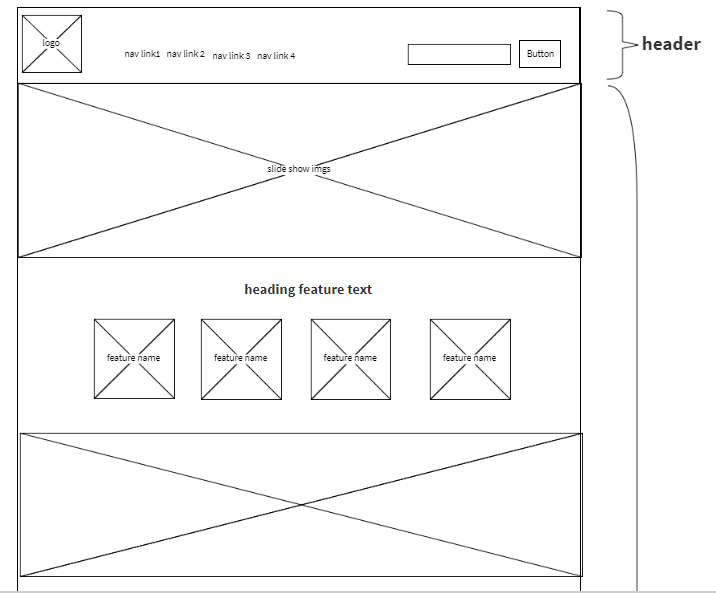 logo
nav link1 nav link 2 nav link 3 nav link 4
Button
header
slide show imgs
heading feature text
feature name feature name feature name feature name